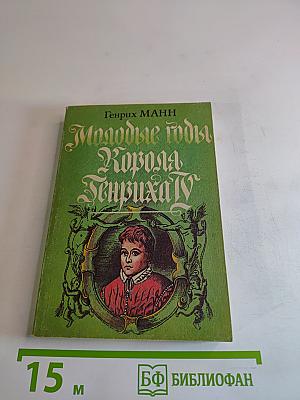 Генрих МАНН
Молодые годы
Короля
Генриха IV
15 м
БФ БИБЛИОФАН